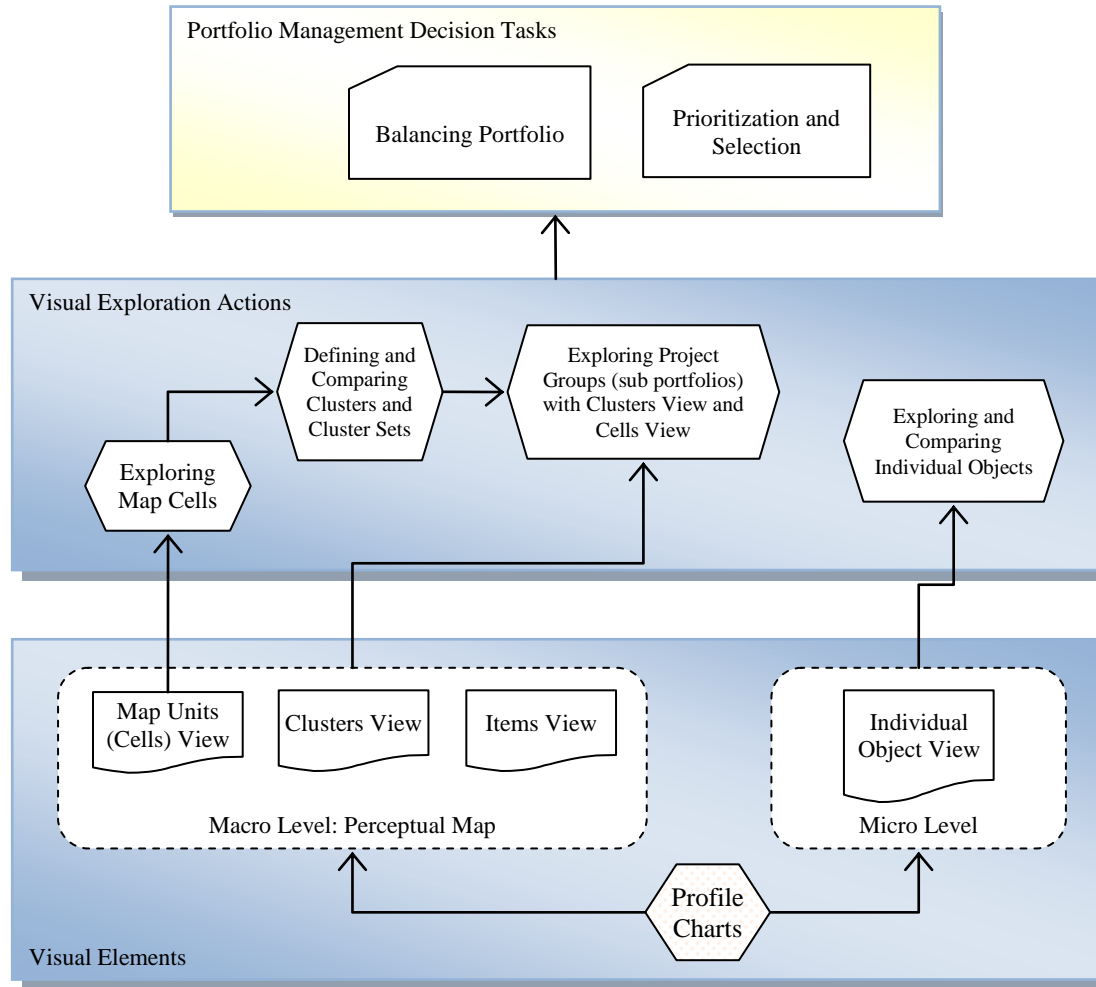 Portfolio Management Decision Tasks
Balancing Portfolio
Prioritization and
Selection
Visual Exploration Actions
Defining and
Comparing
Clusters and
Cluster Sets
Exploring Project
Groups (sub portfolios)
with Clusters View and
Cells View
Exploring and
Comparing
Individual Objects
Exploring
Map Cells
Map Units
(Cells) View
Clusters View
Items View
Individual
Object View
Macro Level: Perceptual Map
Micro Level
Profile
Charts
Visual Elements